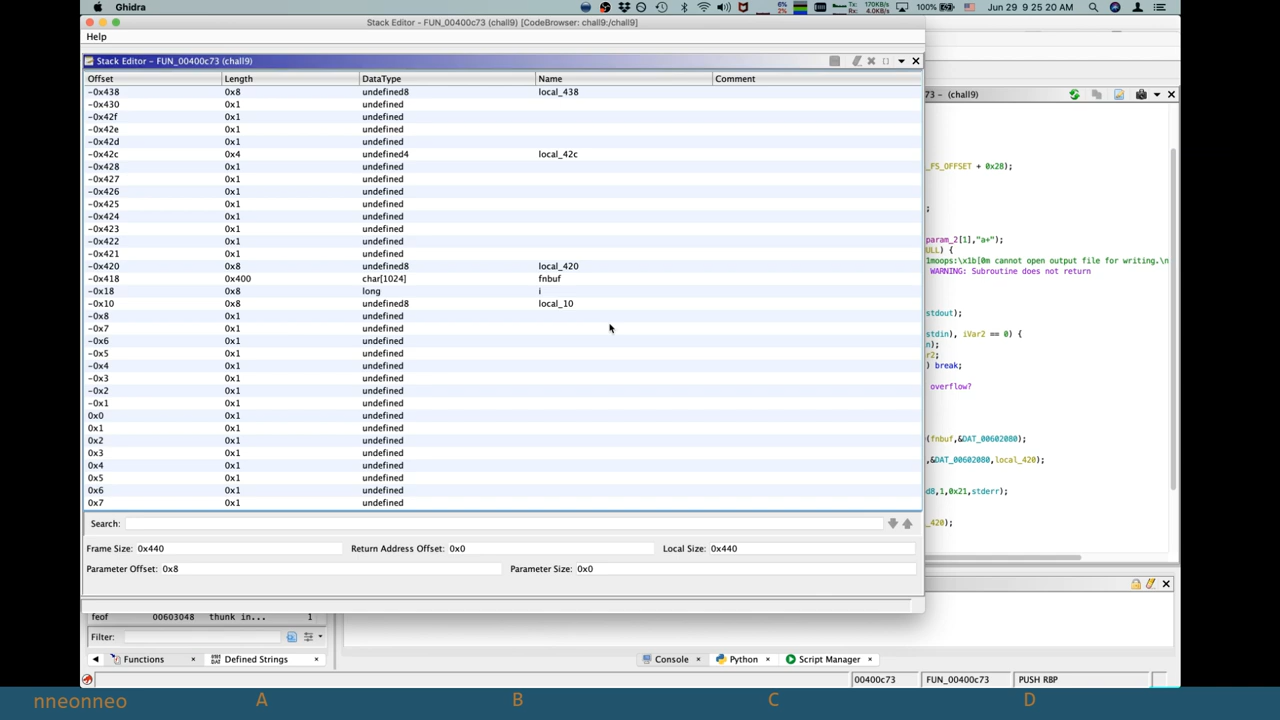 Ghidra 6% 2% Tx: 170KB/s Rx: 4.0KB/s 100% Jun 29 9 25 20 AM
Stack Editor - FUN_00400c73 (chall9) [CodeBrowser: chall9:/chall9]
Help
Stack Editor - FUN_00400c73 (chall9)
Offset Length DataType Name Comment
-0x438 0x8 undefined8 local_438
-0x430 0x1 undefined
-0x42f 0x1 undefined
-0x42e 0x1 undefined
-0x42d 0x1 undefined
-0x42c 0x4 undefined4 local_42c
-0x428 0x1 undefined
-0x427 0x1 undefined
-0x426 0x1 undefined
-0x425 0x1 undefined
-0x424 0x1 undefined
-0x423 0x1 undefined
-0x422 0x1 undefined
-0x421 0x1 undefined
-0x420 0x8 undefined8 local_420
-0x418 0x400 char[1024] fnbuf
-0x18 0x8 long i
-0x10 0x8 undefined8 local_10
-0x8 0x1 undefined
-0x7 0x1 undefined
-0x6 0x1 undefined
-0x5 0x1 undefined
-0x4 0x1 undefined
-0x3 0x1 undefined
-0x2 0x1 undefined
-0x1 0x1 undefined
0x0 0x1 undefined
0x1 0x1 undefined
0x2 0x1 undefined
0x3 0x1 undefined
0x4 0x1 undefined
0x5 0x1 undefined
0x6 0x1 undefined
0x7 0x1 undefined
Search:
Frame Size: 0x440 Return Address Offset: 0x0 Local Size: 0x440
Parameter Offset: 0x8 Parameter Size: 0x0
73 - (chall9)
_FS_OFFSET + 0x28);
;
param_2[1],"a+");
ULL) {
1moops:\x1b[0m cannot open output file for writing.\n
WARNING: Subroutine does not return
stdout);
stdin), iVar2 == 0) {
n);
r2;
) break;
overflow?
(fnbuf,&DAT_00602080);
,&DAT_00602080,local_420);
d8,1,0x21,stderr);
_420);
feof 00603048 thunk in... 1
Filter:
Functions × Defined Strings × Console × Python × Script Manager ×
00400c73 FUN_00400c73 PUSH RBP
nneonneo A B C D